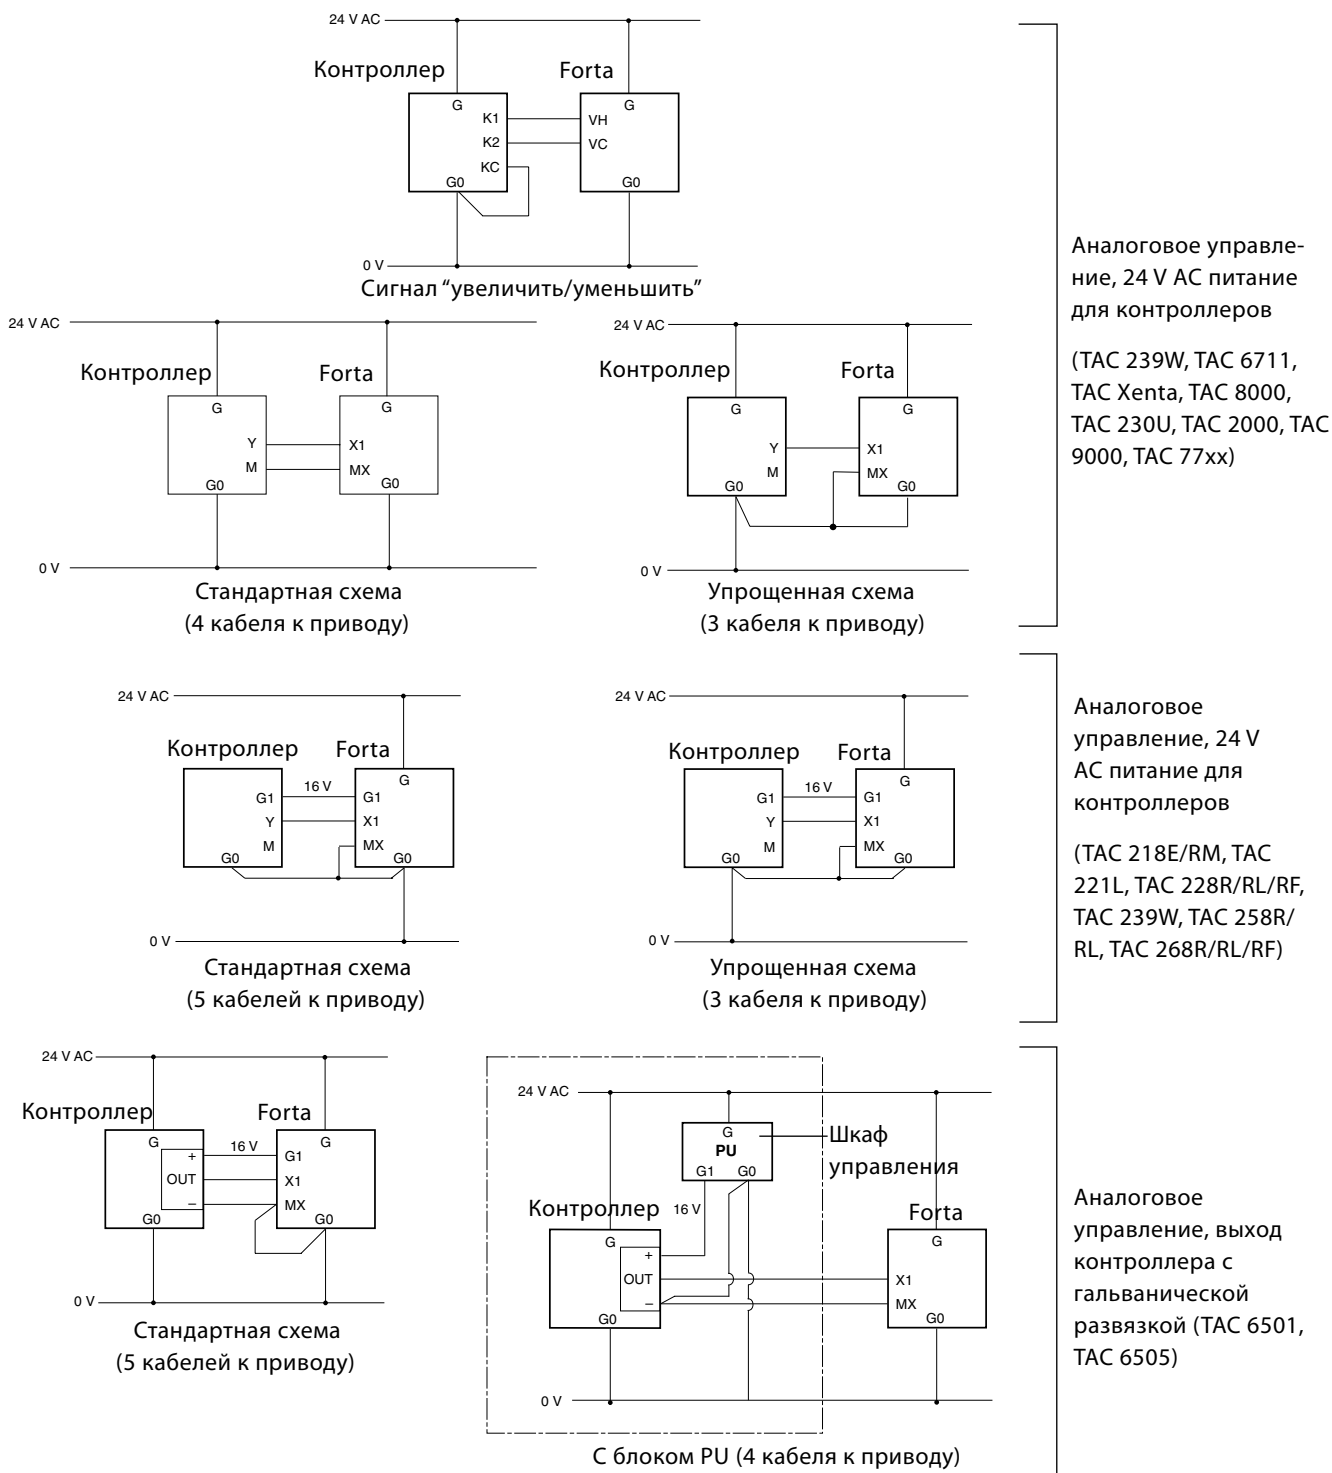 24 V AC
Контроллер
Forta
G
G
K1
VH
K2
VC
KC
G0
G0
0 V
Сигнал “увеличить/уменьшить”
24 V AC
Контроллер
Forta
G
G
Y
X1
M
MX
G0
G0
0 V
Стандартная схема
(4 кабеля к приводу)
24 V AC
Контроллер
Forta
G
G
Y
X1
M
MX
G0
G0
0 V
Упрощенная схема
(3 кабеля к приводу)
Аналоговое управле-
ние, 24 V AC питание
для контроллеров
(TAC 239W, TAC 6711,
TAC Xenta, TAC 8000,
TAC 230U, TAC 2000, TAC
9000, TAC 77xx)
24 V AC
Контроллер
Forta
G
16 V
G1
G1
Y
X1
M
MX
G0
G0
0 V
Стандартная схема
(5 кабелей к приводу)
24 V AC
Контроллер
Forta
G
16 V
G1
G1
Y
X1
M
MX
G0
G0
0 V
Упрощенная схема
(3 кабеля к приводу)
Аналоговое
управление, 24 V
AC питание для
контроллеров
(TAC 218E/RM, TAC
221L, TAC 228R/RL/RF,
TAC 239W, TAC 258R/
RL, TAC 268R/RL/RF)
24 V AC
Контроллер
Forta
G
G
16 V
+
G1
OUT
X1
–
MX
G0
G0
0 V
Стандартная схема
(5 кабелей к приводу)
24 V AC
G
PU
G1
G0
Шкаф
управления
Контроллер
16 V
Forta
G
G
+
OUT
X1
–
MX
G0
G0
0 V
С блоком PU (4 кабеля к приводу)
Аналоговое
управление, выход
контроллера с
гальванической
развязкой (TAC 6501,
TAC 6505)